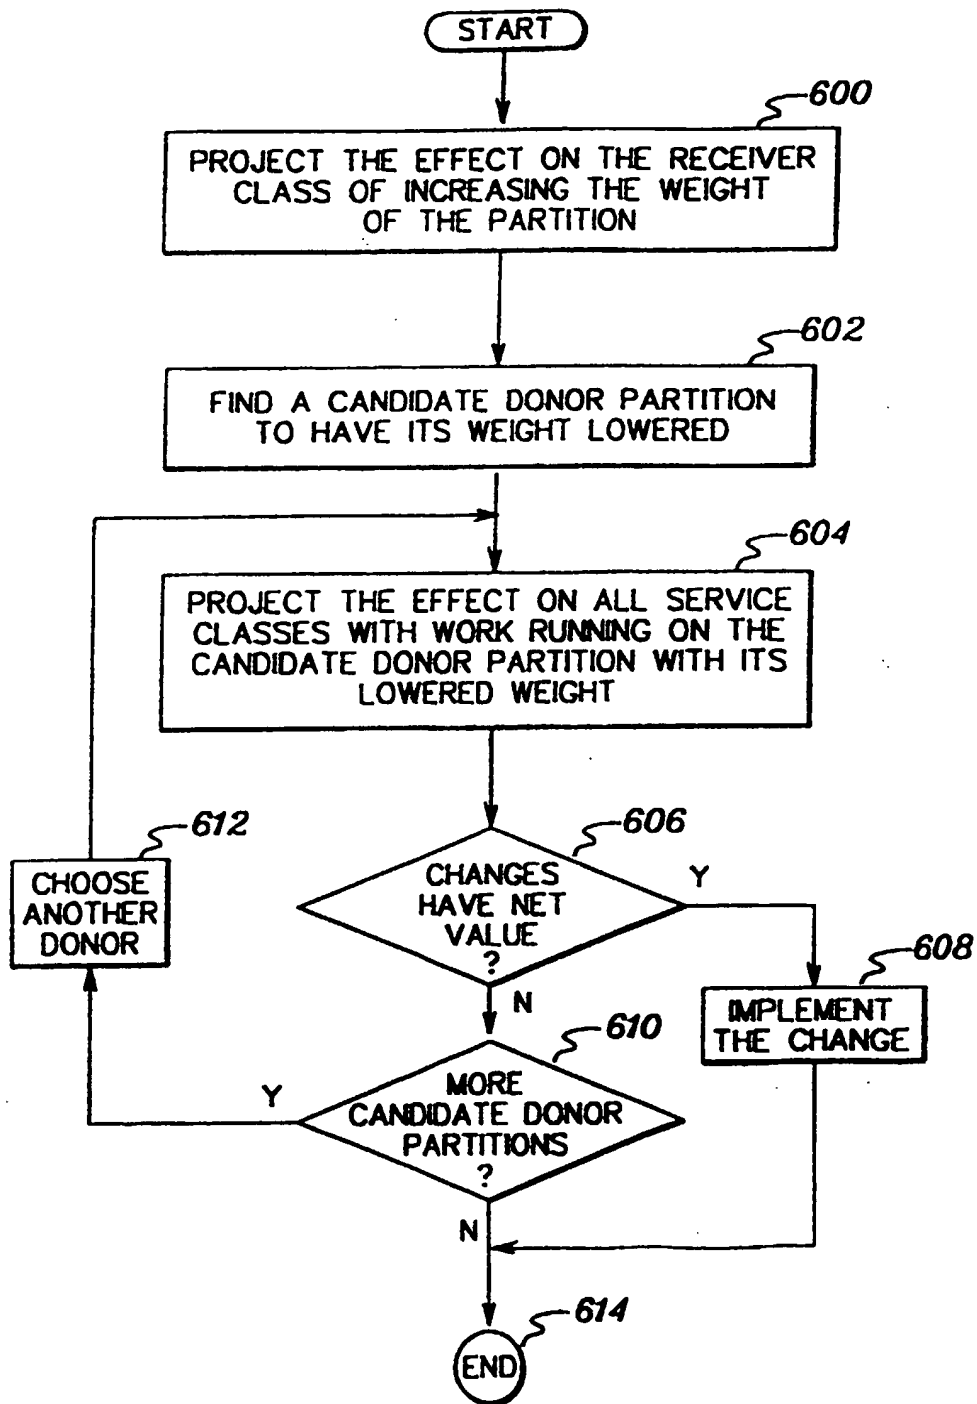 START
600
PROJECT THE EFFECT ON THE RECEIVER
CLASS OF INCREASING THE WEIGHT
OF THE PARTITION
602
FIND A CANDIDATE DONOR PARTITION
TO HAVE ITS WEIGHT LOWERED
604
PROJECT THE EFFECT ON ALL SERVICE
CLASSES WITH WORK RUNNING ON THE
CANDIDATE DONOR PARTITION WITH ITS
LOWERED WEIGHT
606
CHANGES
HAVE NET
VALUE
?
Y
N
612
CHOOSE
ANOTHER
DONOR
608
IMPLEMENT
THE CHANGE
610
MORE
CANDIDATE DONOR
PARTITIONS
?
Y
N
614
END